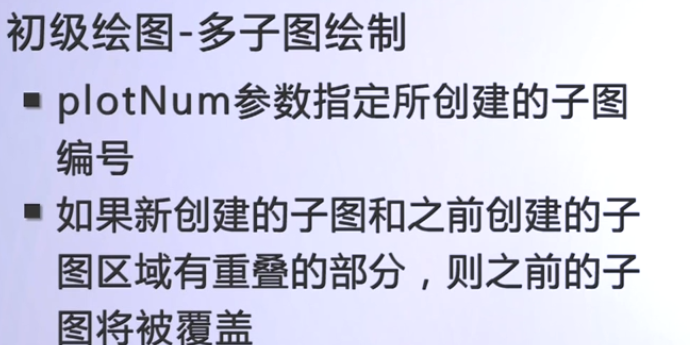 初级绘图-多子图绘制
■ plotNum参数指定所创建的子图
编号
■ 如果新创建的子图和之前创建的子
图区域有重叠的部分，则之前的子
图将被覆盖